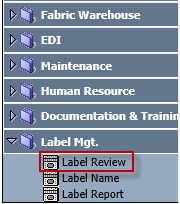 Fabric Warehouse
EDI
Maintenance
Human Resource
Documentation & Trainin
Label Mgt.
Label Review
Label Name
Label Report